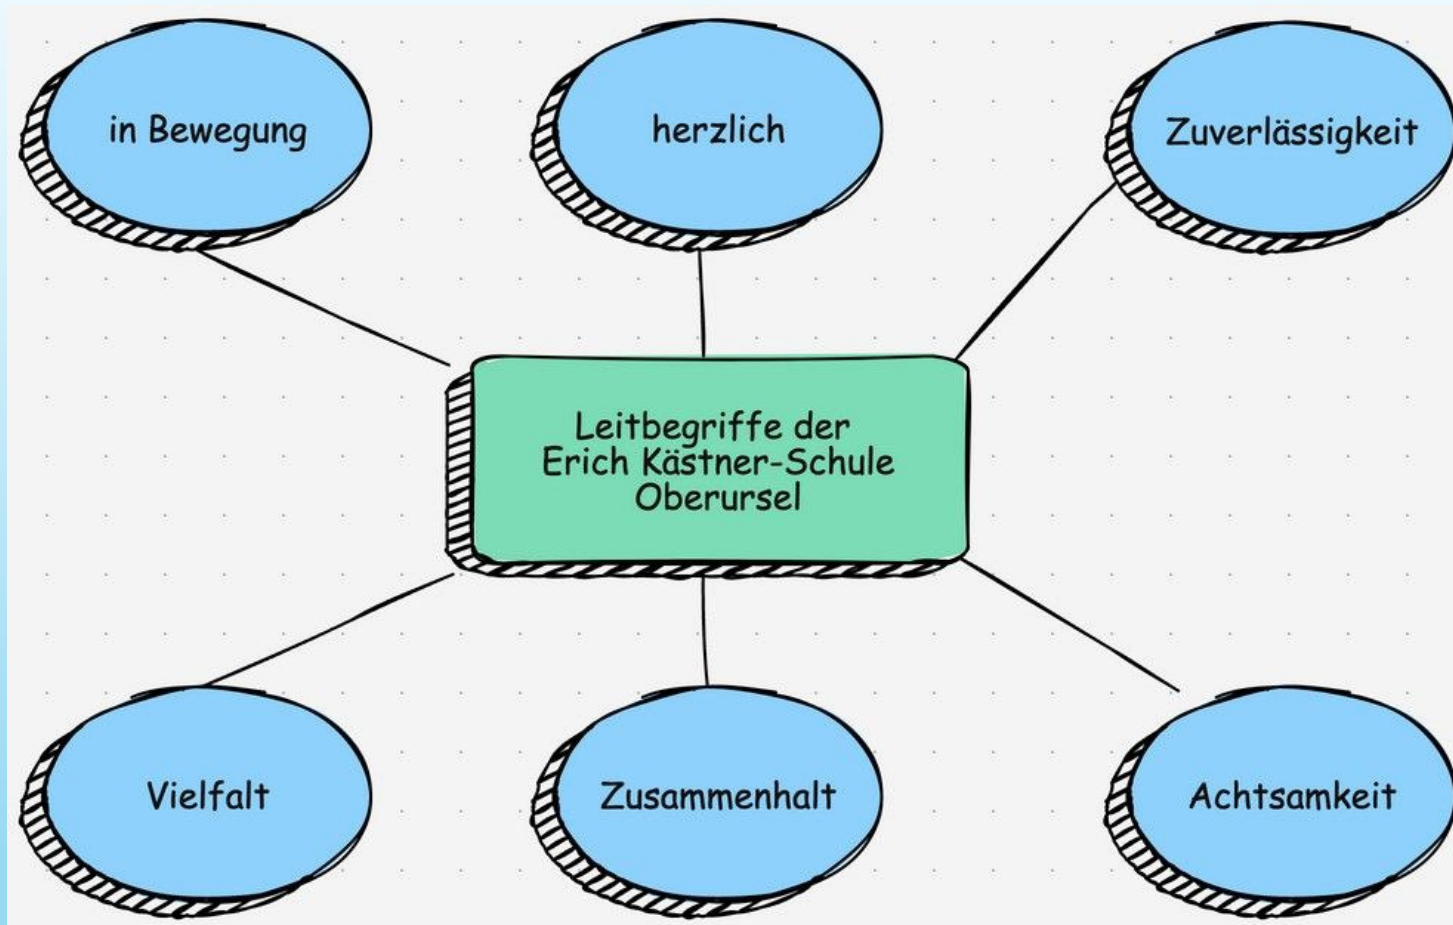 in Bewegung
herzlich
Zuverlässigkeit
Leitbegriffe der
Erich Kästner-Schule
Oberursel
Vielfalt
Zusammenhalt
Achtsamkeit